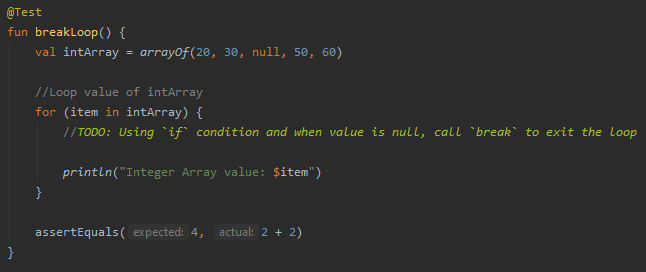 @Test
fun breakLoop() {
val intArray = arrayOf(20, 30, null, 50, 60)
//Loop value of intArray
for (item in intArray) {
//TODO: Using `if` condition and when value is null, call `break` to exit the loop
println("Integer Array value: $item")
}
assertEquals( expected: 4, actual: 2 + 2)
}